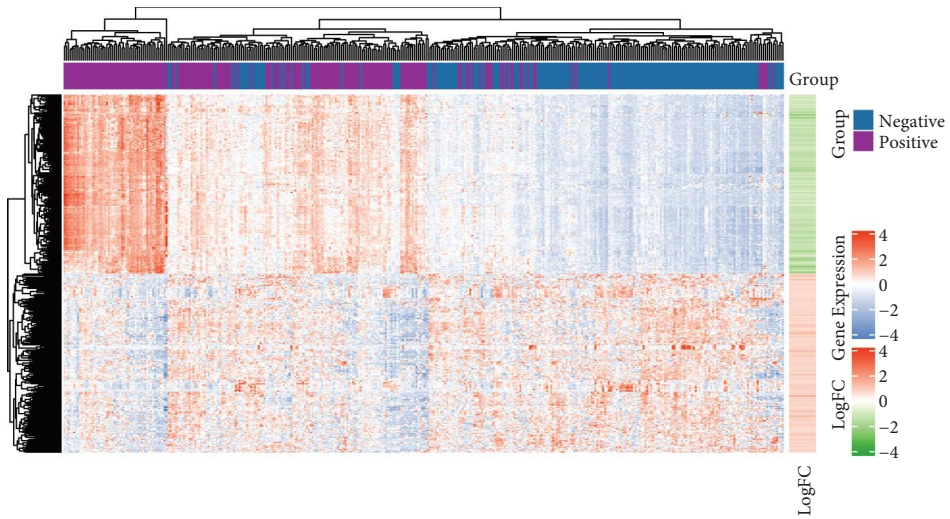 Group
Group
Negative
Positive
Gene Expression
4
2
0
−2
−4
LogFC
4
2
0
−2
−4
LogFC